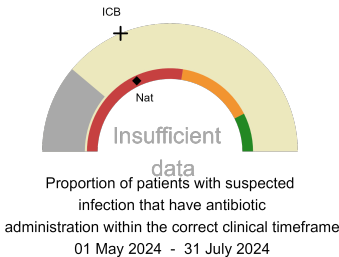 ICB
Nat
Insufficient
data
Proportion of patients with suspected
infection that have antibiotic
administration within the correct clinical timeframe
01 May 2024 - 31 July 2024